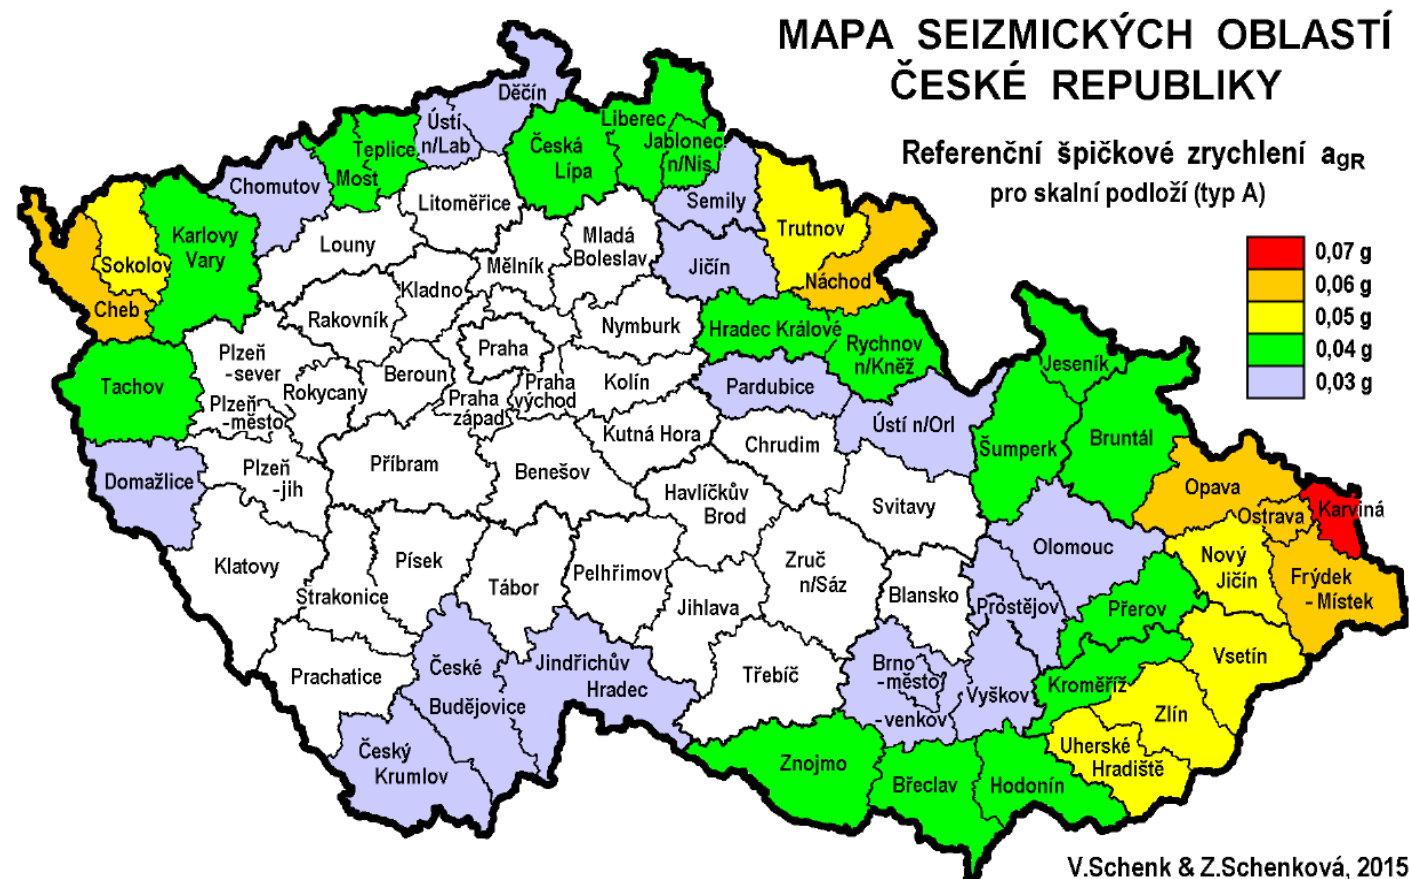 MAPA SEIZMICKÝCH OBLASTÍ
ČESKÉ REPUBLIKY
Referenční špičkové zrychlení agR
pro skalní podloží (typ A)
0,07 g
0,06 g
0,05 g
0,04 g
0,03 g
Děčín
Ústí
n/Lab
Teplice
Most
Chomutov
Česká
Lípa
Liberec
Jablonec
n/Nis
Semily
Trutnov
Náchod
Jičín
Litoměřice
Louny
Mělník
Mladá
Boleslav
Karlovy
Vary
Sokolov
Cheb
Kladno
Rakovník
Nymburk
Hradec Králové
Rychnov
n/Kněž
Praha
Plzeň
-sever
Rokycany
Beroun
Praha
východ
Praha
západ
Kolín
Pardubice
Tachov
Plzeň
-město
Jeseník
Ústí n/Orl
Šumperk
Bruntál
Kutná Hora
Chrudim
Domažlice
Plzeň
-jih
Příbram
Benešov
Havlíčkův
Brod
Svitavy
Opava
Ostrava
Karviná
Klatovy
Písek
Strakonice
Tábor
Pelhřimov
Jihlava
Zruč
n/Sáz
Blansko
Olomouc
Prostějov
Přerov
Nový
Jičín
Frýdek
- Místek
Prachatice
České
Budějovice
Jindřichův
Hradec
Třebíč
Brno
-město
-venkov
Vyškov
Kroměříž
Vsetín
Zlín
Český
Krumlov
Znojmo
Břeclav
Hodonín
Uherské
Hradiště
V.Schenk & Z.Schenková, 2015